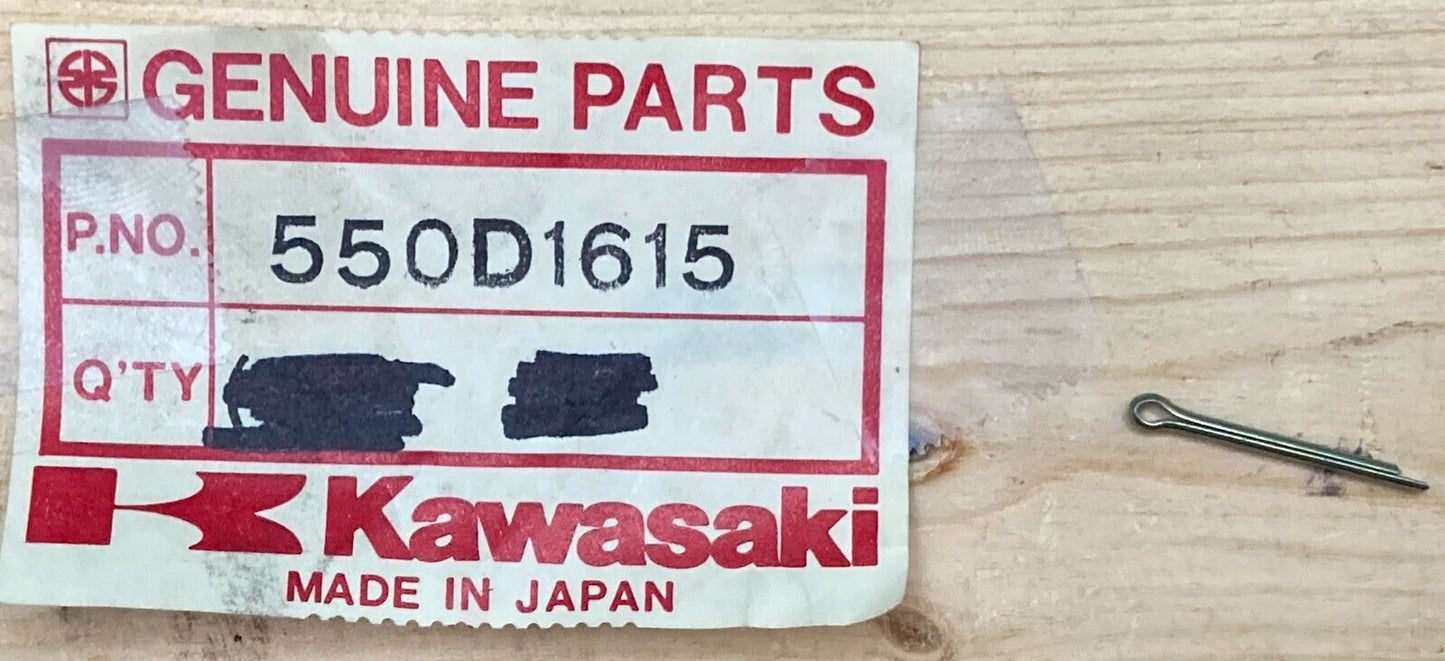 GENUINE PARTS
P.NO. 550D1615
Q'TY
Kawasaki
MADE IN JAPAN